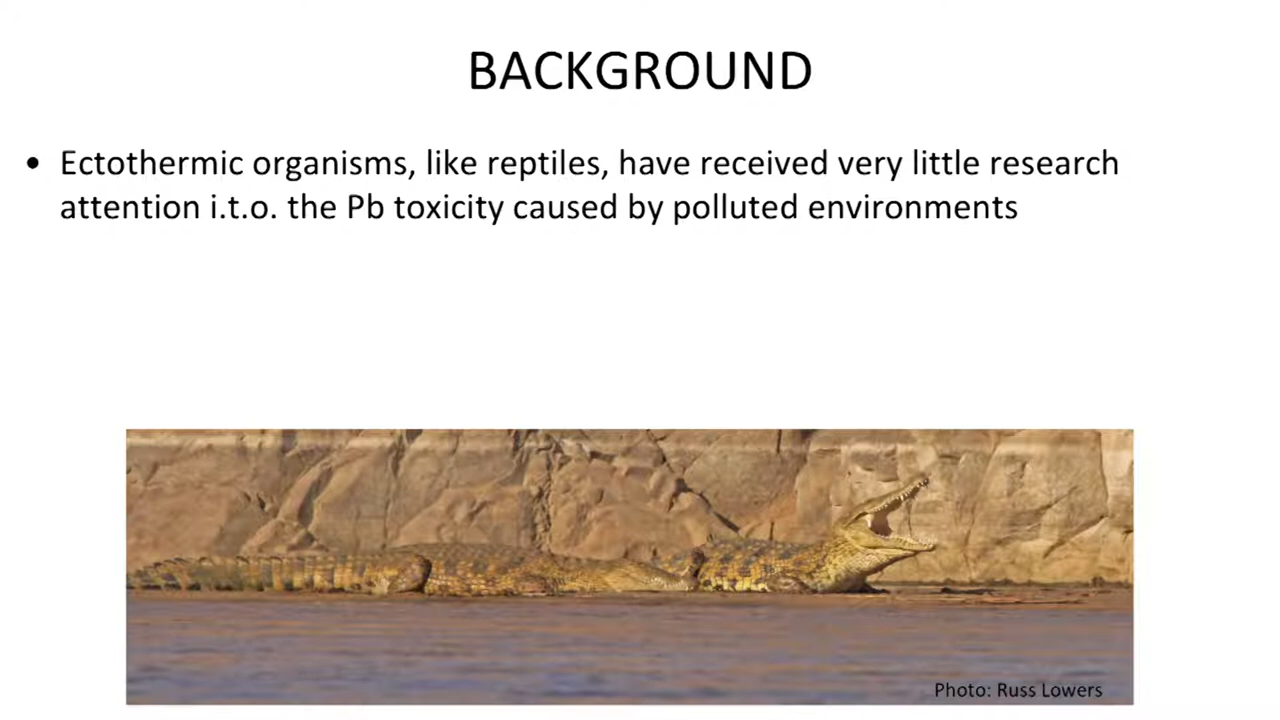 BACKGROUND
• Ectothermic organisms, like reptiles, have received very little research
attention i.t.o. the Pb toxicity caused by polluted environments
Photo: Russ Lowers